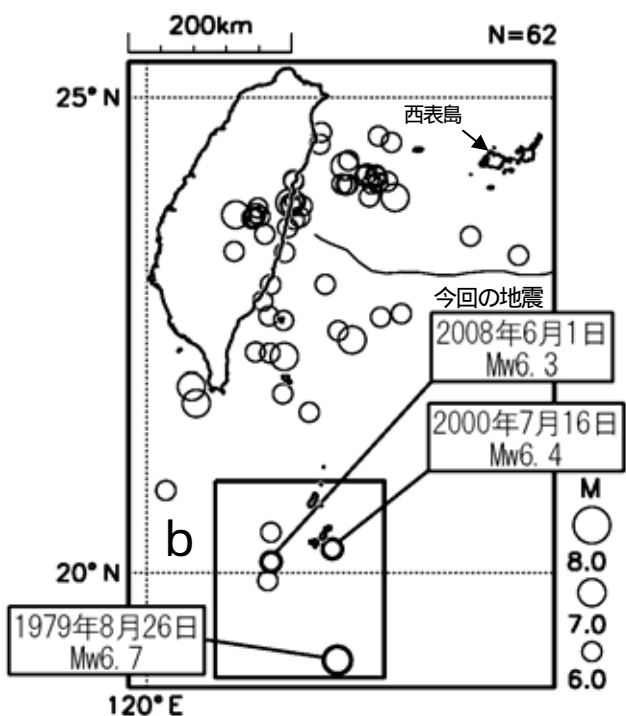 200km
N=62
25°N
西表島
今回の地震
2008年6月1日
Mw6.3
2000年7月16日
Mw6.4
M
8.0
7.0
6.0
b
20°N
1979年8月26日
Mw6.7
120°E